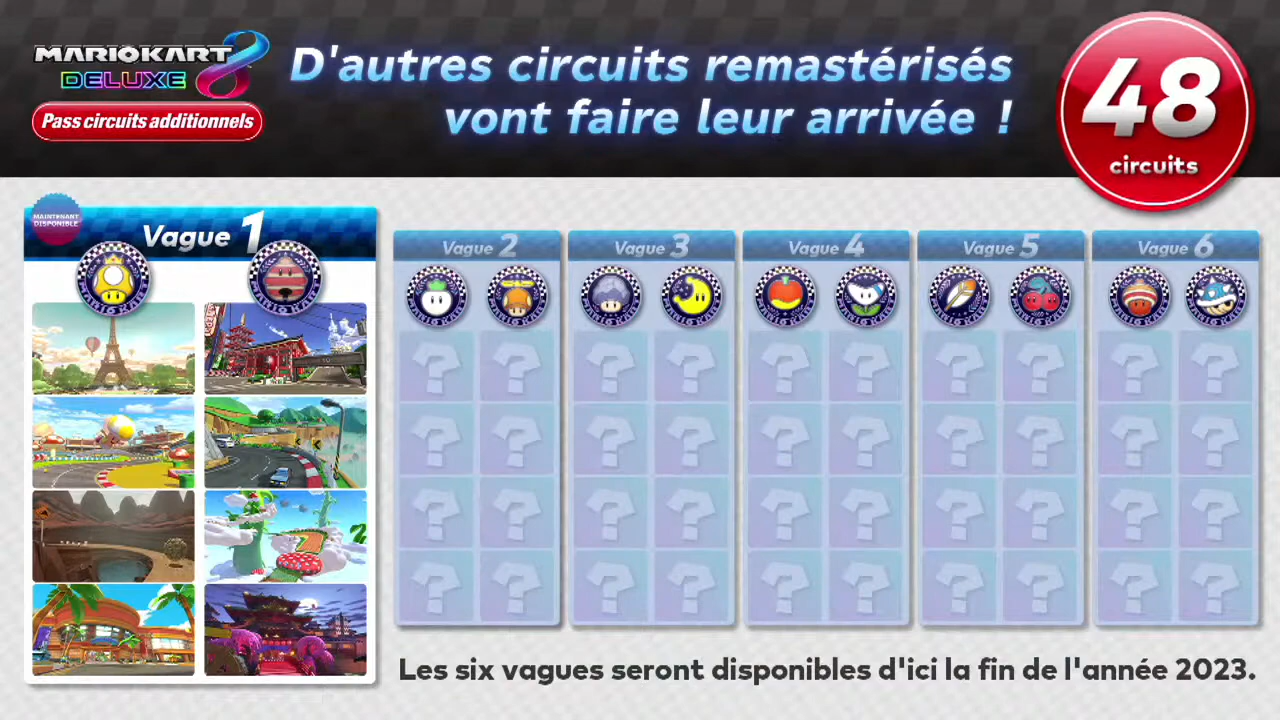 MARIOKART 8
DELUXE
Pass circuits additionnels
D'autres circuits remastérisés
vont faire leur arrivée !
48
circuits
MAINTENANT
DISPONIBLE
Vague 1
Vague 2
Vague 3
Vague 4
Vague 5
Vague 6
Les six vagues seront disponibles d'ici la fin de l'année 2023.